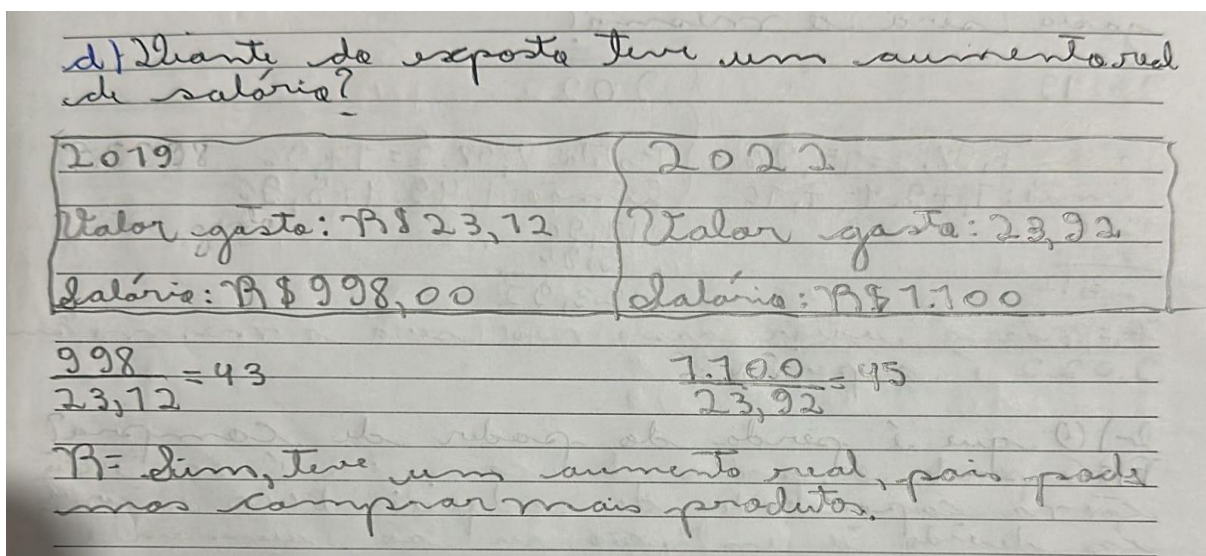 d) Diante do exposto teve um aumento real
de salário?
2019 2022
Valor gasto: R$ 23,12 Valor gasto: 23,92
Salário: R$ 998,00 Salário: R$ 1.100
998/23,12 = 43 1.100/23,92 = 45
R= Sim, teve um aumento real, pois pode
mos comprar mais produtos.